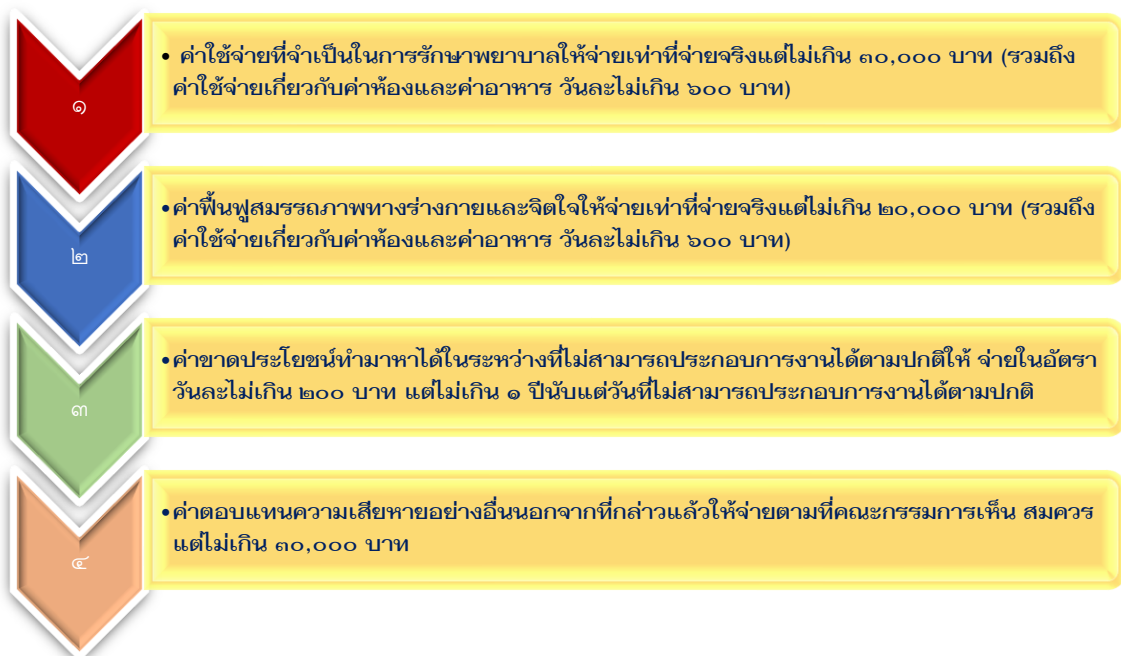 ๑
• ค่าใช้จ่ายที่จำเป็นในการรักษาพยาบาลให้จ่ายเท่าที่จ่ายจริงแต่ไม่เกิน ๓๐,๐๐๐ บาท (รวมถึง
ค่าใช้จ่ายเกี่ยวกับค่าห้องและค่าอาหาร วันละไม่เกิน ๖๐๐ บาท)
๒
•ค่าฟื้นฟูสมรรถภาพทางร่างกายและจิตใจให้จ่ายเท่าที่จ่ายจริงแต่ไม่เกิน ๒๐,๐๐๐ บาท (รวมถึง
ค่าใช้จ่ายเกี่ยวกับค่าห้องและค่าอาหาร วันละไม่เกิน ๖๐๐ บาท)
๓
•ค่าขาดประโยชน์ทำมาหาได้ในระหว่างที่ไม่สามารถประกอบการงานได้ตามปกติให้ จ่ายในอัตรา
วันละไม่เกิน ๒๐๐ บาท แต่ไม่เกิน ๑ ปีนับแต่วันที่ไม่สามารถประกอบการงานได้ตามปกติ
๔
•ค่าตอบแทนความเสียหายอย่างอื่นนอกจากที่กล่าวแล้วให้จ่ายตามที่คณะกรรมการเห็น สมควร
แต่ไม่เกิน ๓๐,๐๐๐ บาท